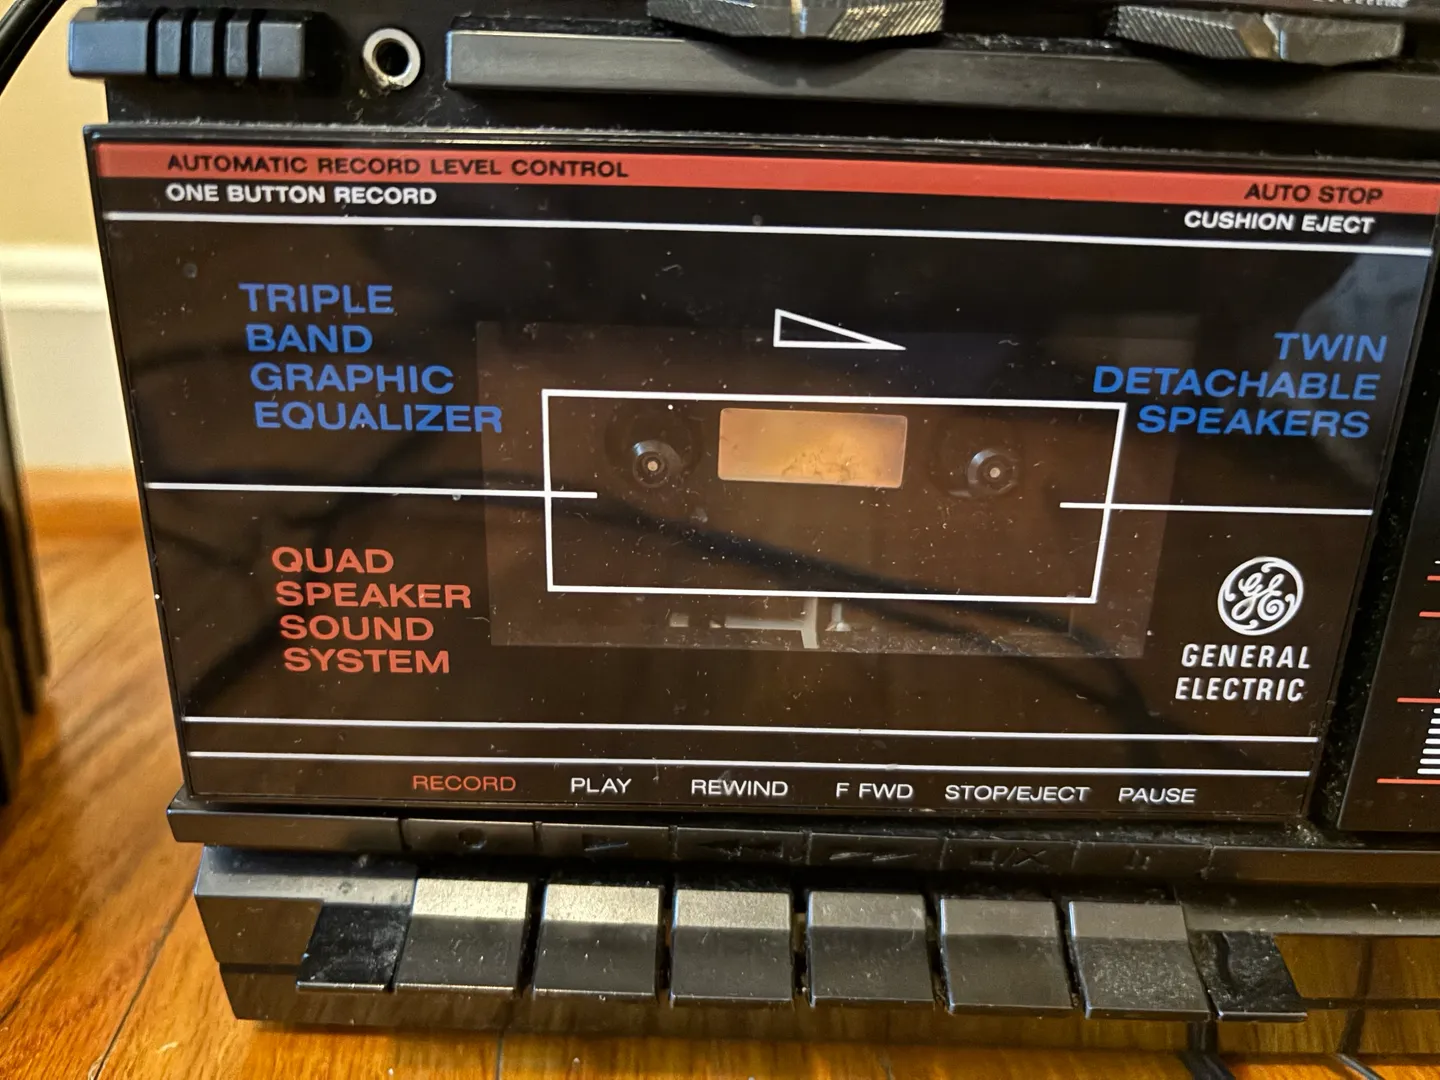 AUTOMATIC RECORD LEVEL CONTROL
ONE BUTTON RECORD
AUTO STOP
CUSHION EJECT
TRIPLE
BAND
GRAPHIC
EQUALIZER
TWIN
DETACHABLE
SPEAKERS
QUAD
SPEAKER
SOUND
SYSTEM
GE
GENERAL
ELECTRIC
RECORD PLAY REWIND F FWD STOP/EJECT PAUSE